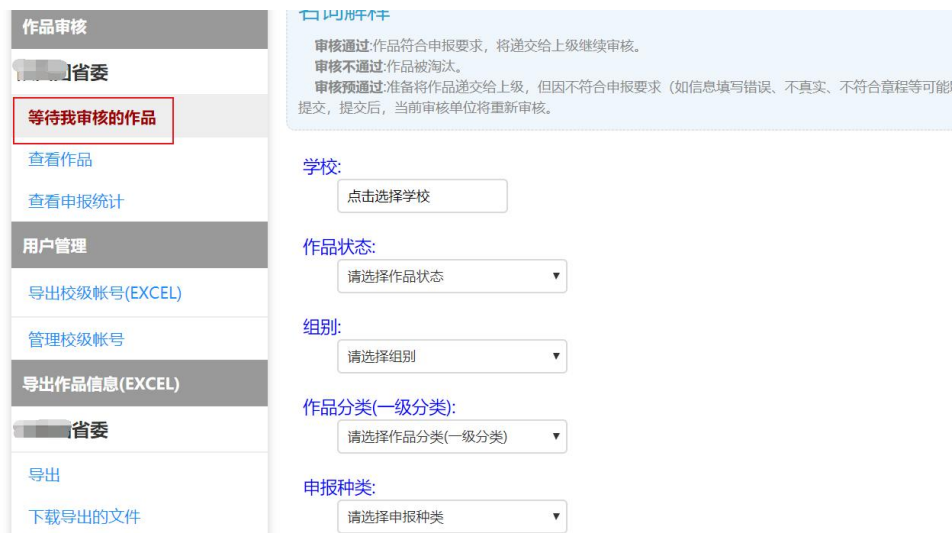 作品审核
省委
等待我审核的作品
查看作品
查看申报统计
用户管理
导出校级帐号(EXCEL)
管理校级帐号
导出作品信息(EXCEL)
省委
导出
下载导出的文件
名词解释
审核通过:作品符合申报要求，将递交给上级继续审核。
审核不通过:作品被淘汰。
审核预通过:准备将作品递交给上级，但因不符合申报要求（如信息填写错误、不真实、不符合章程等可能
提交，提交后，当前审核单位将重新审核。
学校:
点击选择学校
作品状态:
请选择作品状态
组别:
请选择组别
作品分类(一级分类):
请选择作品分类(一级分类)
申报种类:
请选择申报种类